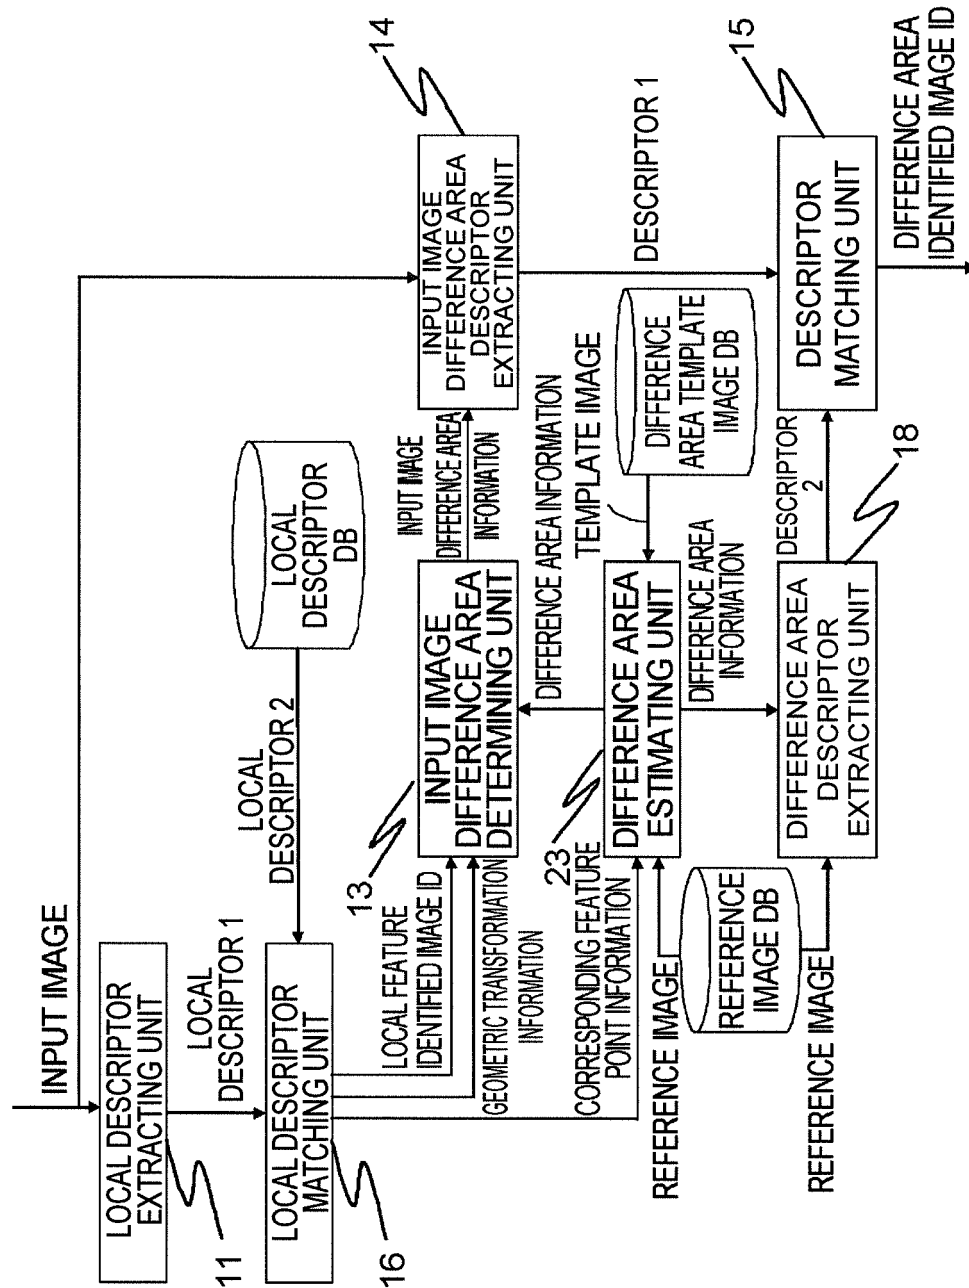 INPUT IMAGE
LOCAL DESCRIPTOR
EXTRACTING UNIT
11
LOCAL
DESCRIPTOR 1
LOCAL DESCRIPTOR
MATCHING UNIT
16
LOCAL
DESCRIPTOR 2
LOCAL
DESCRIPTOR
DB
LOCAL FEATURE
IDENTIFIED IMAGE ID
GEOMETRIC TRANSFORMATION
INFORMATION
CORRESPONDING FEATURE
POINT INFORMATION
13
INPUT IMAGE
DIFFERENCE AREA
DETERMINING UNIT
INPUT IMAGE
DIFFERENCE AREA
INFORMATION
INPUT IMAGE
DIFFERENCE AREA
DESCRIPTOR
EXTRACTING UNIT
14
DIFFERENCE AREA INFORMATION
TEMPLATE IMAGE
23
DIFFERENCE AREA
ESTIMATING UNIT
DIFFERENCE
AREA TEMPLATE
IMAGE DB
DESCRIPTOR 1
REFERENCE IMAGE
REFERENCE
IMAGE DB
DIFFERENCE AREA
INFORMATION
REFERENCE IMAGE
DIFFERENCE AREA
DESCRIPTOR
EXTRACTING UNIT
18
DESCRIPTOR
2
DESCRIPTOR
MATCHING UNIT
15
DIFFERENCE AREA
IDENTIFIED IMAGE ID